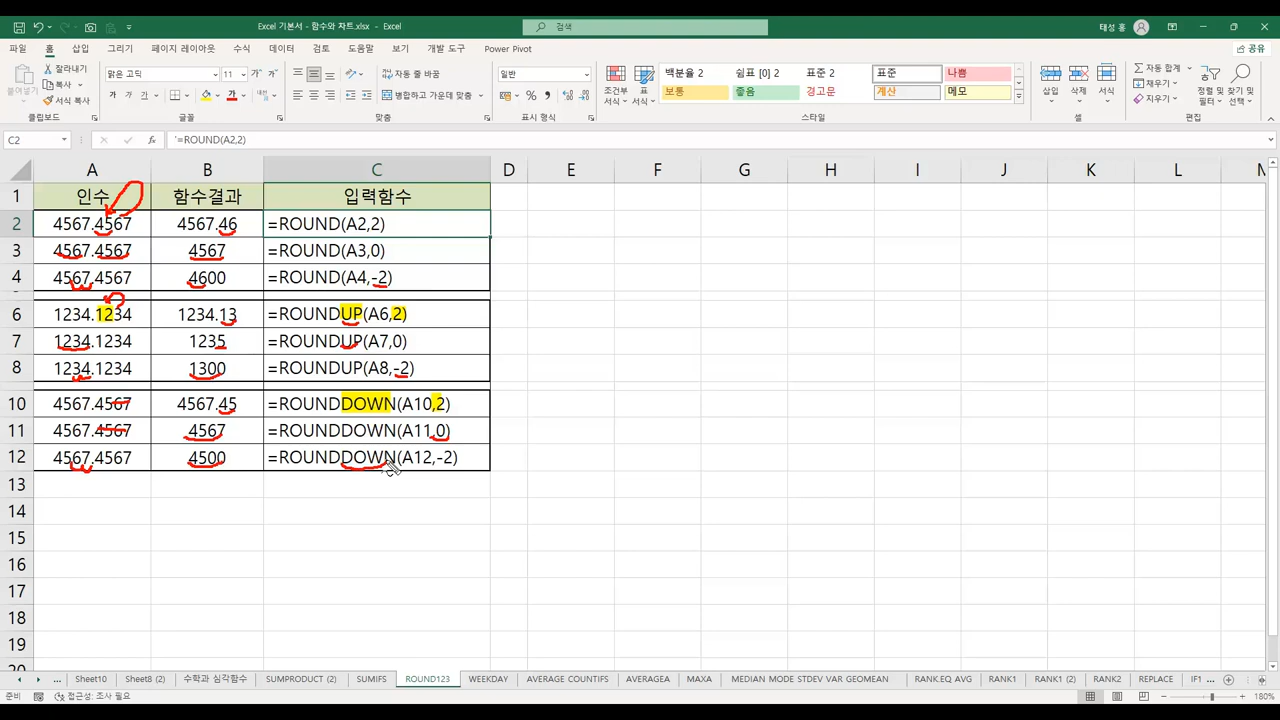 Excel 기본서 - 함수와 차트.xlsx - Excel
검색
태성 홍
파일 홈 삽입 그리기 페이지 레이아웃 수식 데이터 검토 도움말 보기 개발 도구 Power Pivot
공유
붙여넣기
잘라내기
복사
서식 복사
클립보드
맑은 고딕 11
가 가 가
글꼴
자동 줄 바꿈
병합하고 가운데 맞춤
맞춤
일반
표시 형식
조건부 서식
표 서식
백분율 2 쉼표 [0] 2 표준 2 표준 나쁨
보통 좋음 경고문 계산 메모
스타일
삽입 삭제 서식
셀
자동 합계
채우기
지우기
정렬 및 필터
찾기 및 선택
편집
C2
'=ROUND(A2,2)
A B C D E F G H I J K L M
1 인수 함수결과 입력함수
2 4567.4567 4567.46 =ROUND(A2,2)
3 4567.4567 4567 =ROUND(A3,0)
4 4567.4567 4600 =ROUND(A4,-2)
6 1234.1234 1234.13 =ROUNDUP(A6,2)
7 1234.1234 1235 =ROUNDUP(A7,0)
8 1234.1234 1300 =ROUNDUP(A8,-2)
10 4567.4567 4567.45 =ROUNDDOWN(A10,2)
11 4567.4567 4567 =ROUNDDOWN(A11,0)
12 4567.4567 4500 =ROUNDDOWN(A12,-2)
13
14
15
16
17
18
19
20
... Sheet10 Sheet8 (2) 수학과 심각함수 SUMPRODUCT (2) SUMIFS ROUND123 WEEKDAY AVERAGE COUNTIFS AVERAGEA MAXA MEDIAN MODE STDEV VAR GEOMEAN RANK.EQ AVG RANK1 RANK1 (2) RANK2 REPLACE IF1 ...
준비 접근성: 조사 필요
180%